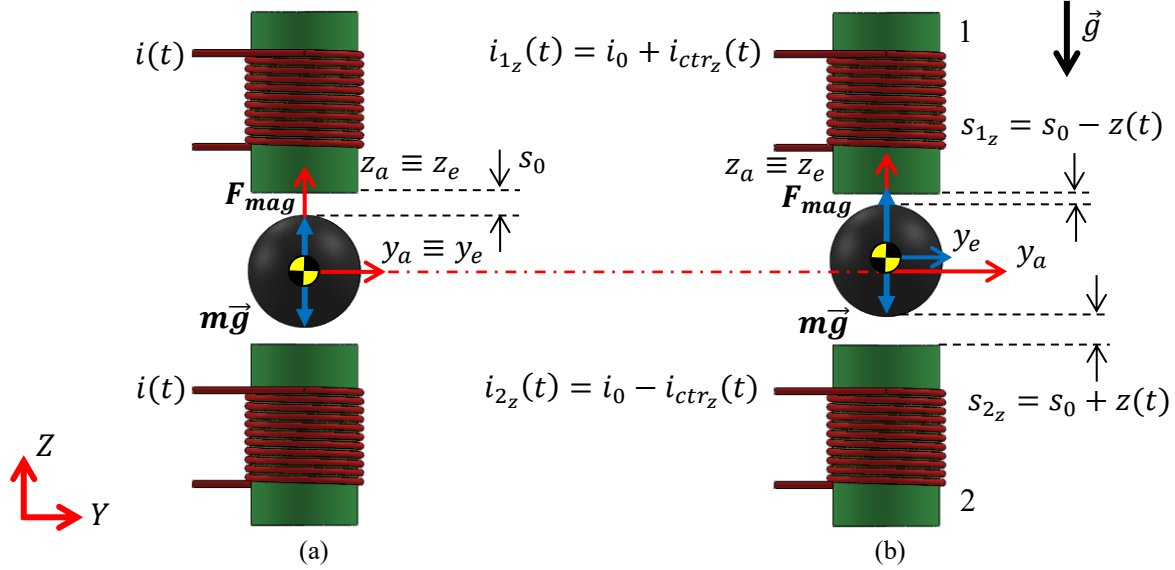 i(t)
z_a ≡ z_e
s_0
F_mag
y_a ≡ y_e
mg⃗
i(t)
Z
Y
(a)
i_{1_z}(t) = i_0 + i_{ctr_z}(t)
1
g⃗
s_{1_z} = s_0 − z(t)
z_a ≡ z_e
F_mag
y_e
y_a
mg⃗
i_{2_z}(t) = i_0 − i_{ctr_z}(t)
s_{2_z} = s_0 + z(t)
2
(b)